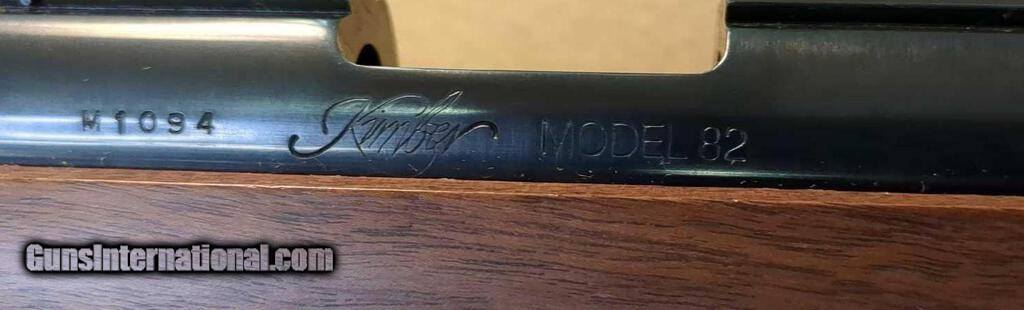 M1094 Kimber MODEL 82
GunsInternational.com